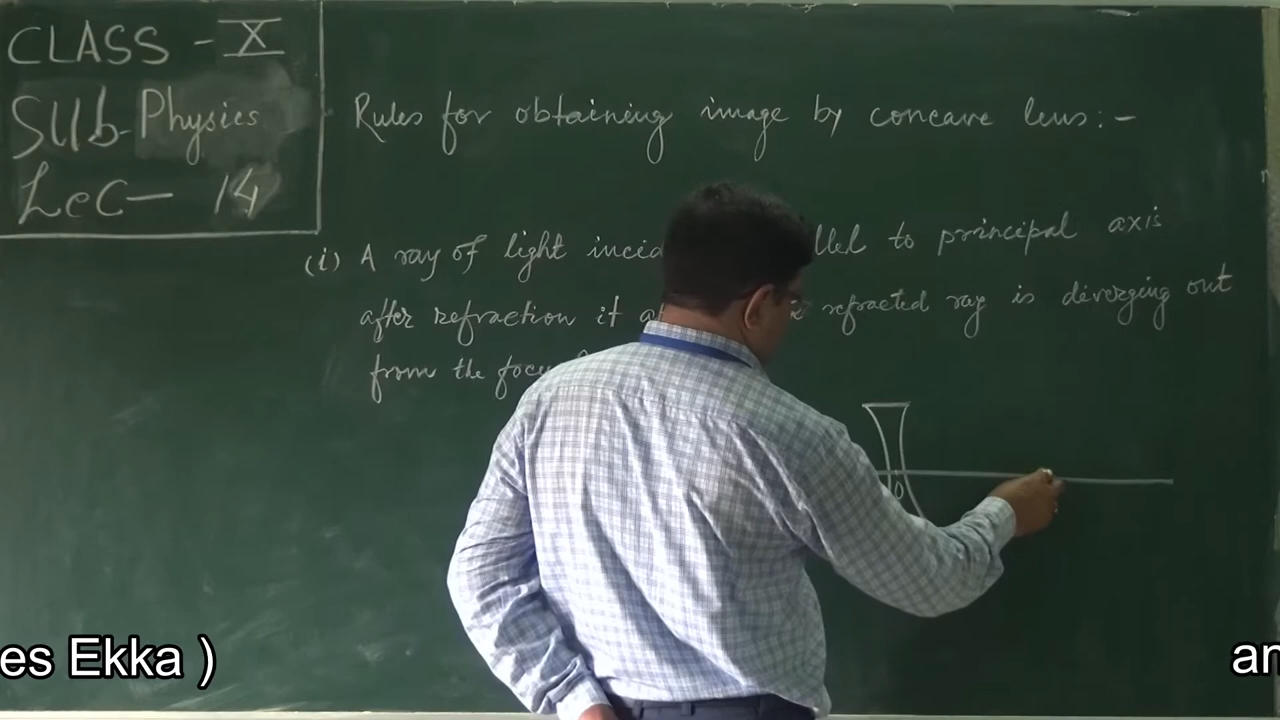 CLASS - X
Sub- Physics
Lec- 14
Rules for obtaining image by concave lens:-
(i) A ray of light incid llel to principal axis
after refraction it a refracted ray is diverging out
from the focu
O
es Ekka )
an